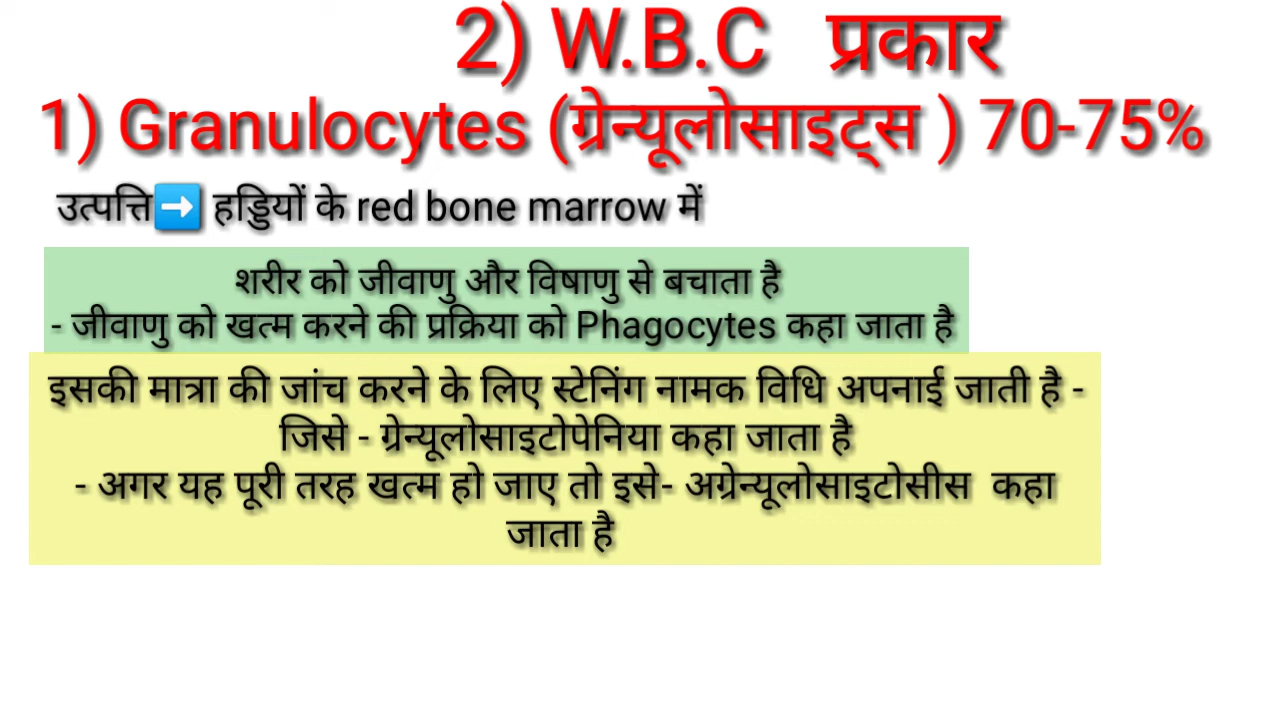 2) W.B.C प्रकार
1) Granulocytes (ग्रेन्यूलोसाइट्स ) 70-75%
उत्पत्ति➡️ हड्डियों के red bone marrow में
शरीर को जीवाणु और विषाणु से बचाता है
- जीवाणु को खत्म करने की प्रक्रिया को Phagocytes कहा जाता है
इसकी मात्रा की जांच करने के लिए स्टेनिंग नामक विधि अपनाई जाती है -
जिसे - ग्रेन्यूलोसाइटोपेनिया कहा जाता है
- अगर यह पूरी तरह खत्म हो जाए तो इसे- अग्रेन्यूलोसाइटोसीस कहा
जाता है